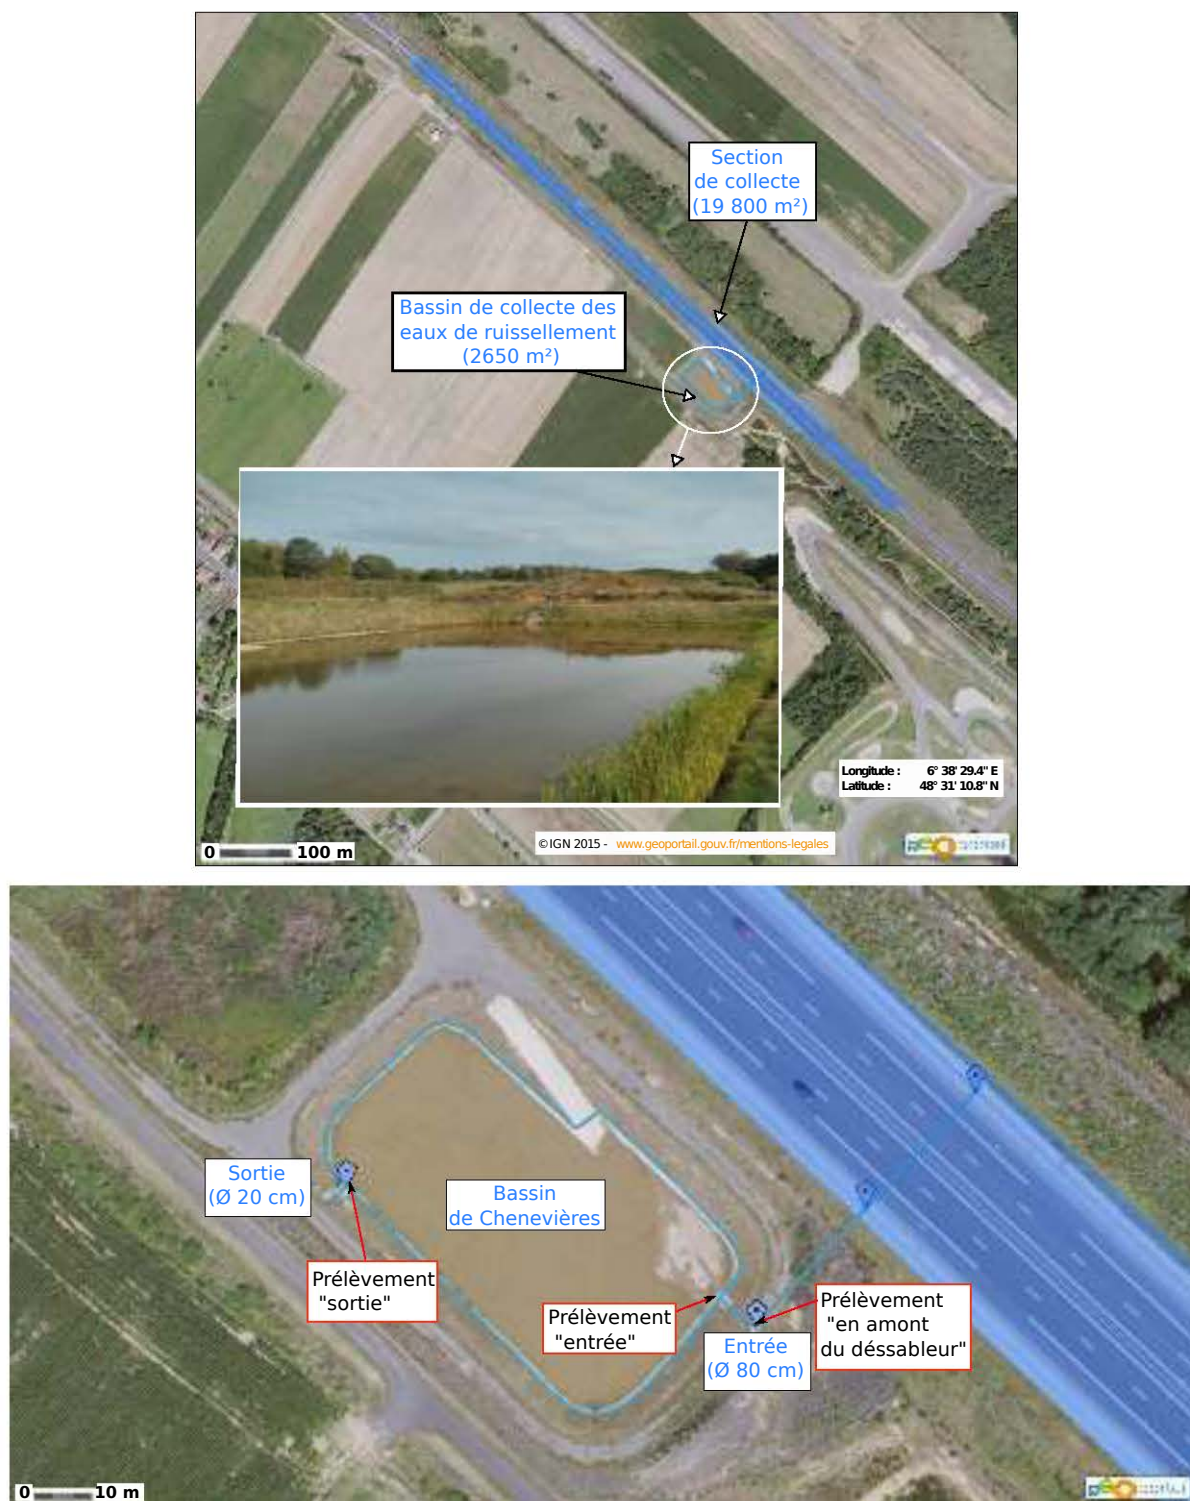 Section
de collecte
(19 800 m²)
Bassin de collecte des
eaux de ruissellement
(2650 m²)
Longitude : 6° 38' 29.4" E
Latitude : 48° 31' 10.8" N
0 100 m
© IGN 2015 - www.geoportail.gouv.fr/mentions-legales
Sortie
(Ø 20 cm)
Bassin
de Chenevières
Prélèvement
"sortie"
Prélèvement
"entrée"
Entrée
(Ø 80 cm)
Prélèvement
"en amont
du déssableur"
0 10 m